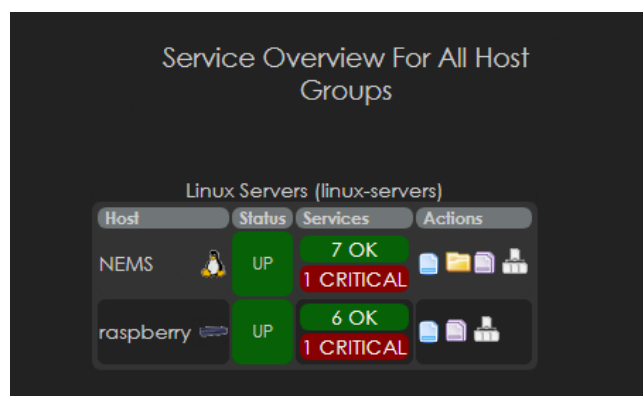 Service Overview For All Host
Groups
Linux Servers (linux-servers)
Host Status Services Actions
NEMS UP 7 OK
1 CRITICAL
raspberry UP 6 OK
1 CRITICAL